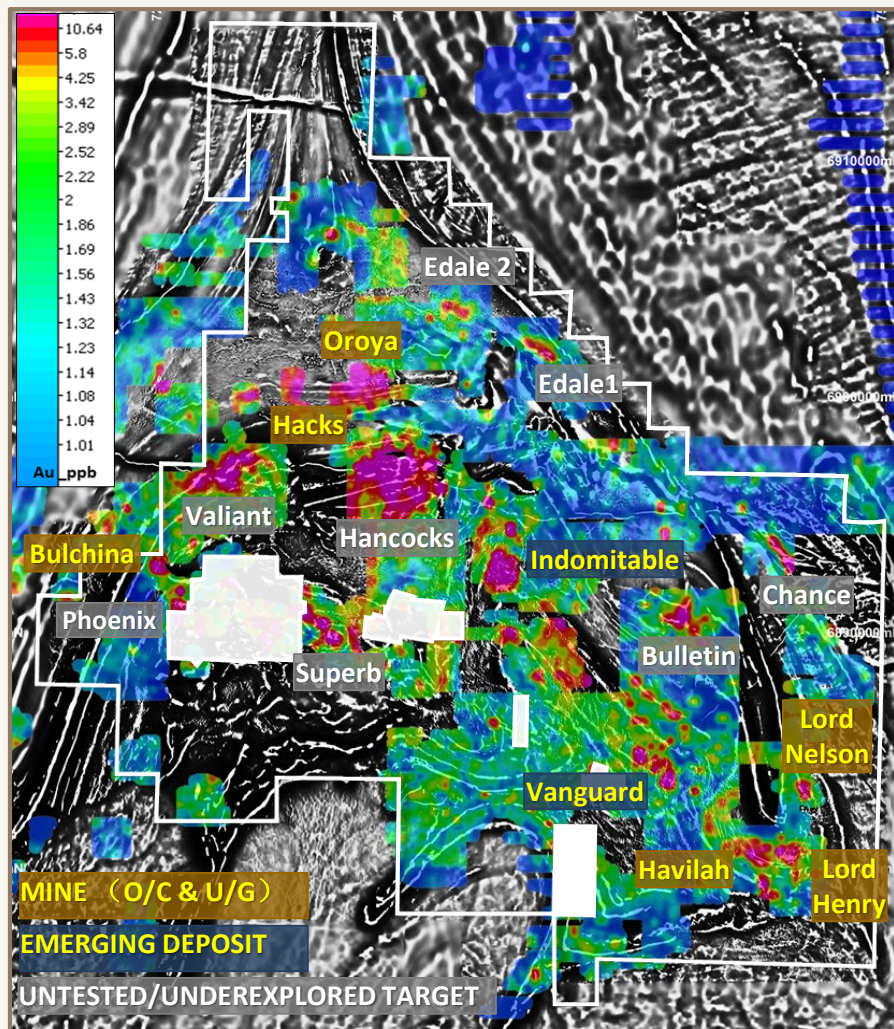 10.64
5.8
4.25
3.42
2.89
2.52
2.22
2
1.86
1.69
1.56
1.43
1.32
1.23
1.14
1.08
1.04
1.01
Au_ppb
6910000m
Edale 2
Oroya
Edale1
6900000m
Hacks
Valiant
Hancocks
Bulchina
Indomitable
Phoenix
Chance
Superb
Bulletin
Lord
Nelson
Vanguard
Havilah
Lord
Henry
MINE （O/C & U/G）
EMERGING DEPOSIT
UNTESTED/UNDEREXPLORED TARGET